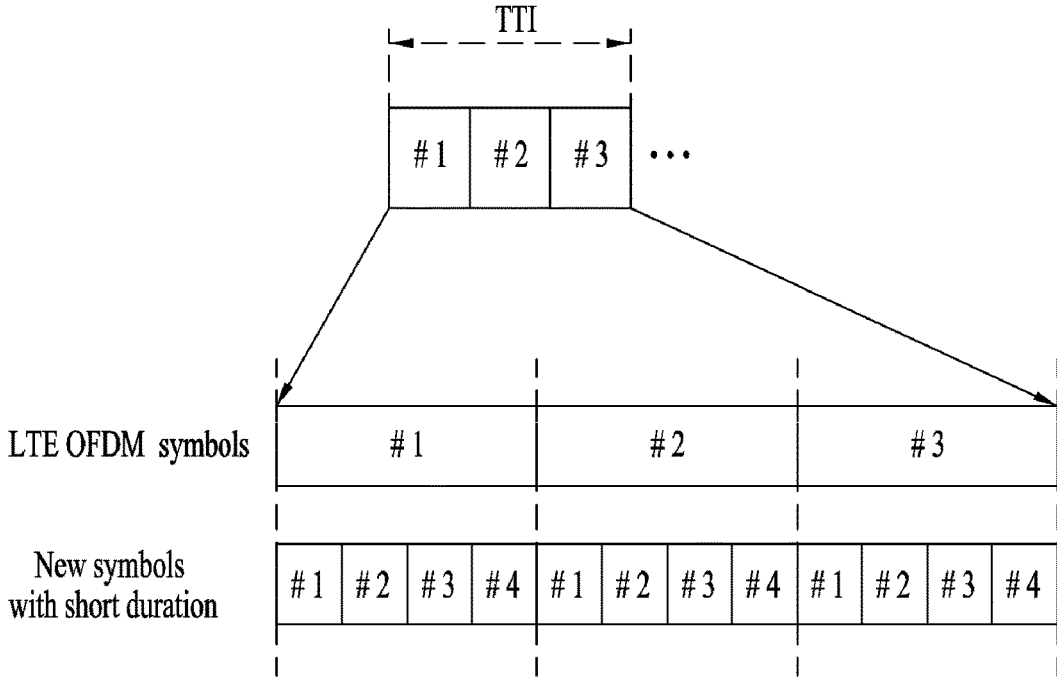 TTI
# 1 # 2 # 3 • • •
LTE OFDM symbols # 1 # 2 # 3
New symbols
with short duration
# 1 # 2 # 3 # 4 # 1 # 2 # 3 # 4 # 1 # 2 # 3 # 4